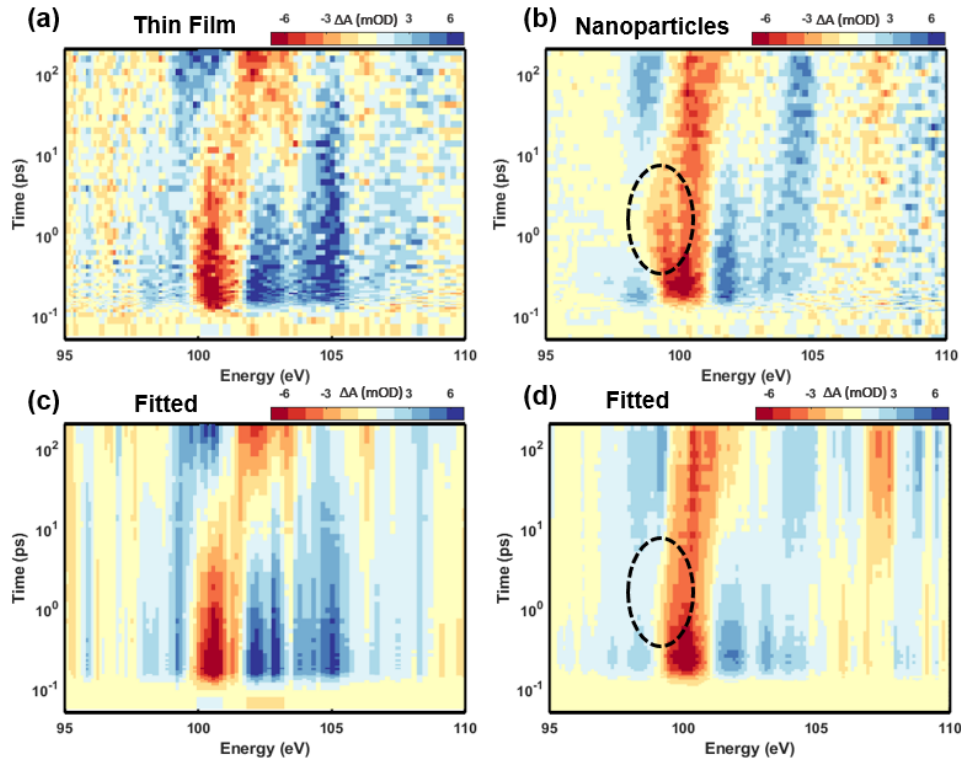 (a) Thin Film
-6 -3 ΔA (mOD) 3 6
10²
10¹
10⁰
10⁻¹
Time (ps)
95 100 105 110
Energy (eV)
(b) Nanoparticles
-6 -3 ΔA (mOD) 3 6
10²
10¹
10⁰
10⁻¹
Time (ps)
95 100 105 110
Energy (eV)
(c) Fitted
-6 -3 ΔA (mOD) 3 6
10²
10¹
10⁰
10⁻¹
Time (ps)
95 100 105 110
Energy (eV)
(d) Fitted
-6 -3 ΔA (mOD) 3 6
10²
10¹
10⁰
10⁻¹
Time (ps)
95 100 105 110
Energy (eV)